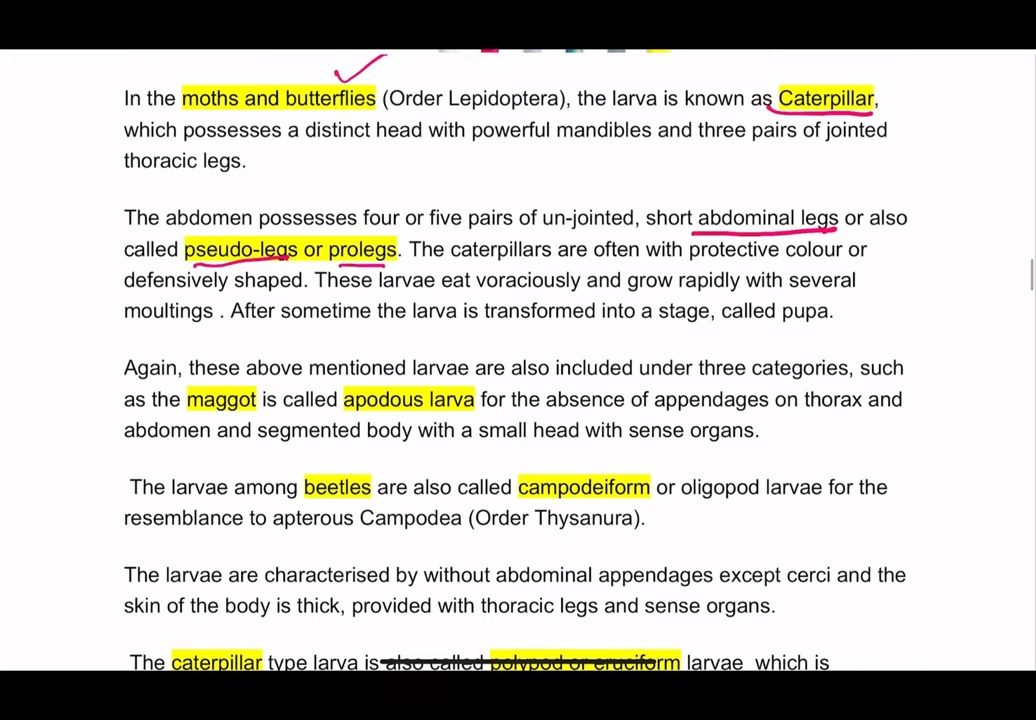 In the moths and butterflies (Order Lepidoptera), the larva is known as Caterpillar,
which possesses a distinct head with powerful mandibles and three pairs of jointed
thoracic legs.
The abdomen possesses four or five pairs of un-jointed, short abdominal legs or also
called pseudo-legs or prolegs. The caterpillars are often with protective colour or
defensively shaped. These larvae eat voraciously and grow rapidly with several
moultings . After sometime the larva is transformed into a stage, called pupa.
Again, these above mentioned larvae are also included under three categories, such
as the maggot is called apodous larva for the absence of appendages on thorax and
abdomen and segmented body with a small head with sense organs.
The larvae among beetles are also called campodeiform or oligopod larvae for the
resemblance to apterous Campodea (Order Thysanura).
The larvae are characterised by without abdominal appendages except cerci and the
skin of the body is thick, provided with thoracic legs and sense organs.
The caterpillar type larva is also called polypod or eruciform larvae which is